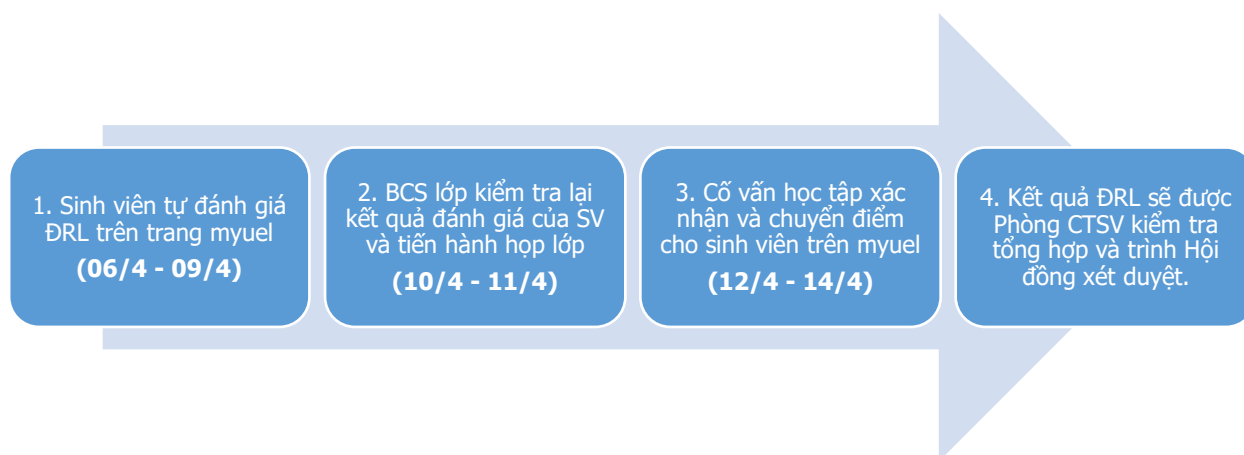 1. Sinh viên tự đánh giá
ĐRL trên trang myuel
(06/4 - 09/4)
2. BCS lớp kiểm tra lại
kết quả đánh giá của SV
và tiến hành họp lớp
(10/4 - 11/4)
3. Cố vấn học tập xác
nhận và chuyển điểm
cho sinh viên trên myuel
(12/4 - 14/4)
4. Kết quả ĐRL sẽ được
Phòng CTSV kiểm tra
tổng hợp và trình Hội
đồng xét duyệt.